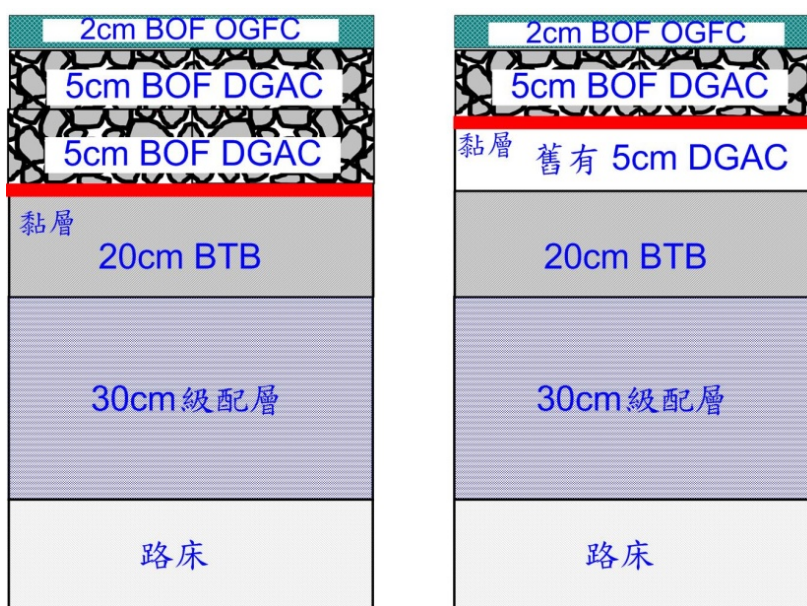 2cm BOF OGFC
5cm BOF DGAC
5cm BOF DGAC
黏層
20cm BTB
30cm級配層
路床
2cm BOF OGFC
5cm BOF DGAC
黏層
舊有 5cm DGAC
20cm BTB
30cm級配層
路床